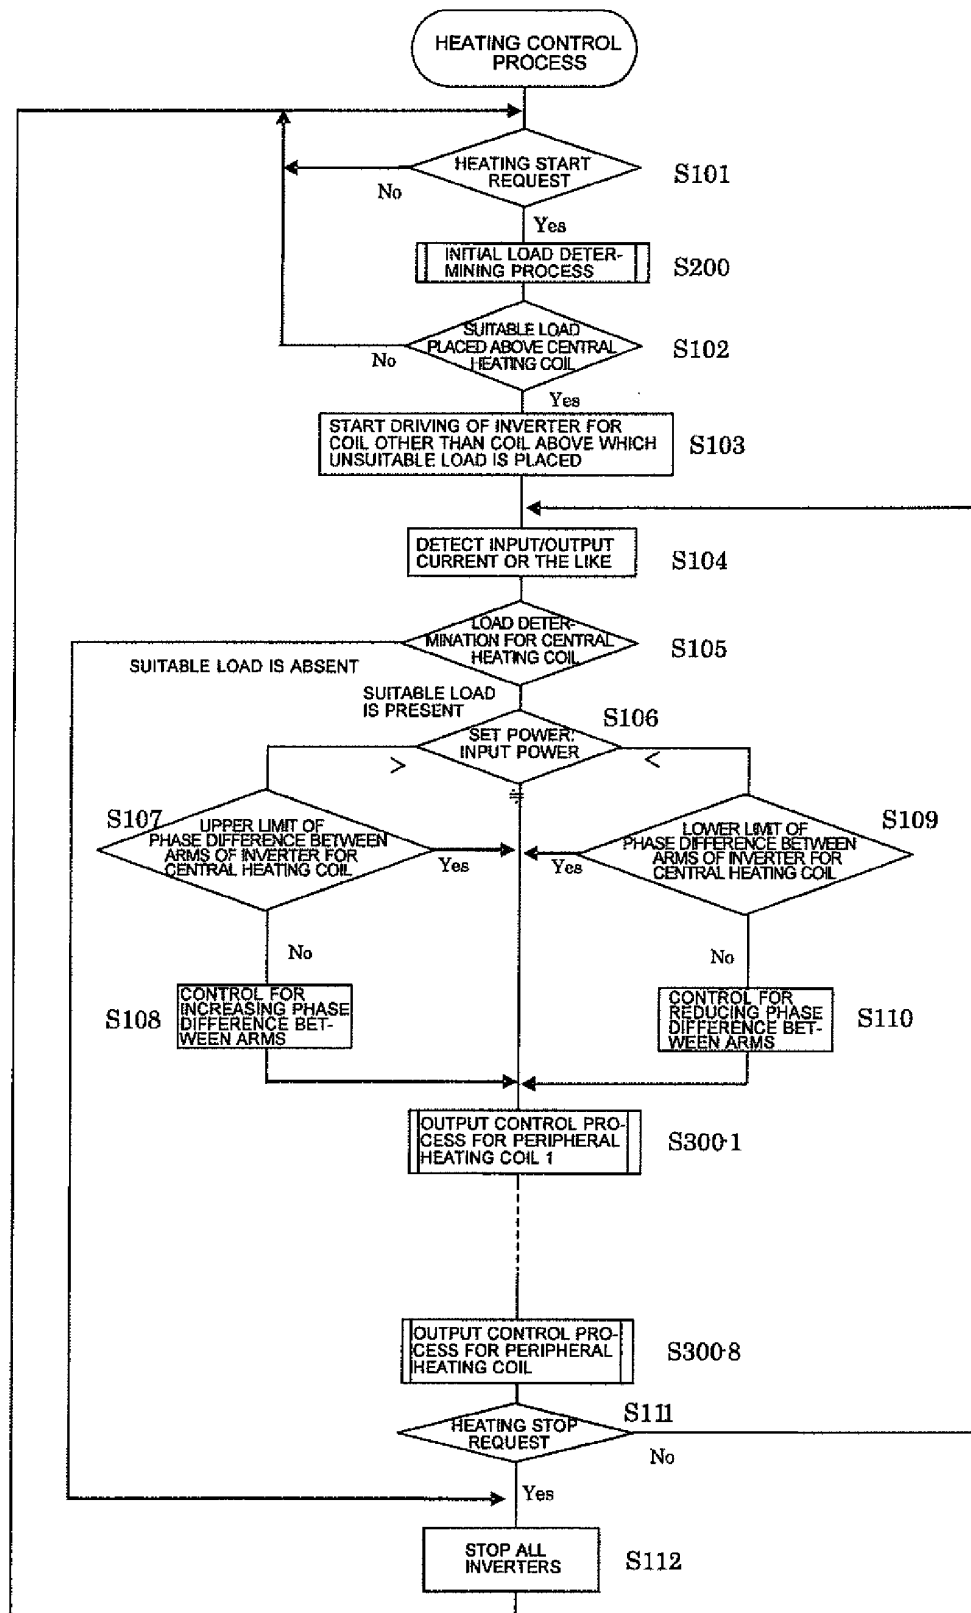 HEATING CONTROL
PROCESS
HEATING START
REQUEST
S101
No
Yes
INITIAL LOAD DETER-
MINING PROCESS
S200
SUITABLE LOAD
PLACED ABOVE CENTRAL
HEATING COIL
S102
No
Yes
START DRIVING OF INVERTER FOR
COIL OTHER THAN COIL ABOVE WHICH
UNSUITABLE LOAD IS PLACED
S103
DETECT INPUT/OUTPUT
CURRENT OR THE LIKE
S104
LOAD DETER-
MINATION FOR CENTRAL
HEATING COIL
S105
SUITABLE LOAD IS ABSENT
SUITABLE LOAD
IS PRESENT
S106
SET POWER:
INPUT POWER
>
<
≒
S107
UPPER LIMIT OF
PHASE DIFFERENCE BETWEEN
ARMS OF INVERTER FOR
CENTRAL HEATING COIL
Yes
S109
LOWER LIMIT OF
PHASE DIFFERENCE BETWEEN
ARMS OF INVERTER FOR
CENTRAL HEATING COIL
Yes
No
No
S108
CONTROL FOR
INCREASING PHASE
DIFFERENCE BET-
WEEN ARMS
CONTROL FOR
REDUCING PHASE
DIFFERENCE BET-
WEEN ARMS
S110
OUTPUT CONTROL PRO-
CESS FOR PERIPHERAL
HEATING COIL 1
S300-1
OUTPUT CONTROL PRO-
CESS FOR PERIPHERAL
HEATING COIL
S300-8
HEATING STOP
REQUEST
S111
No
Yes
STOP ALL
INVERTERS
S112